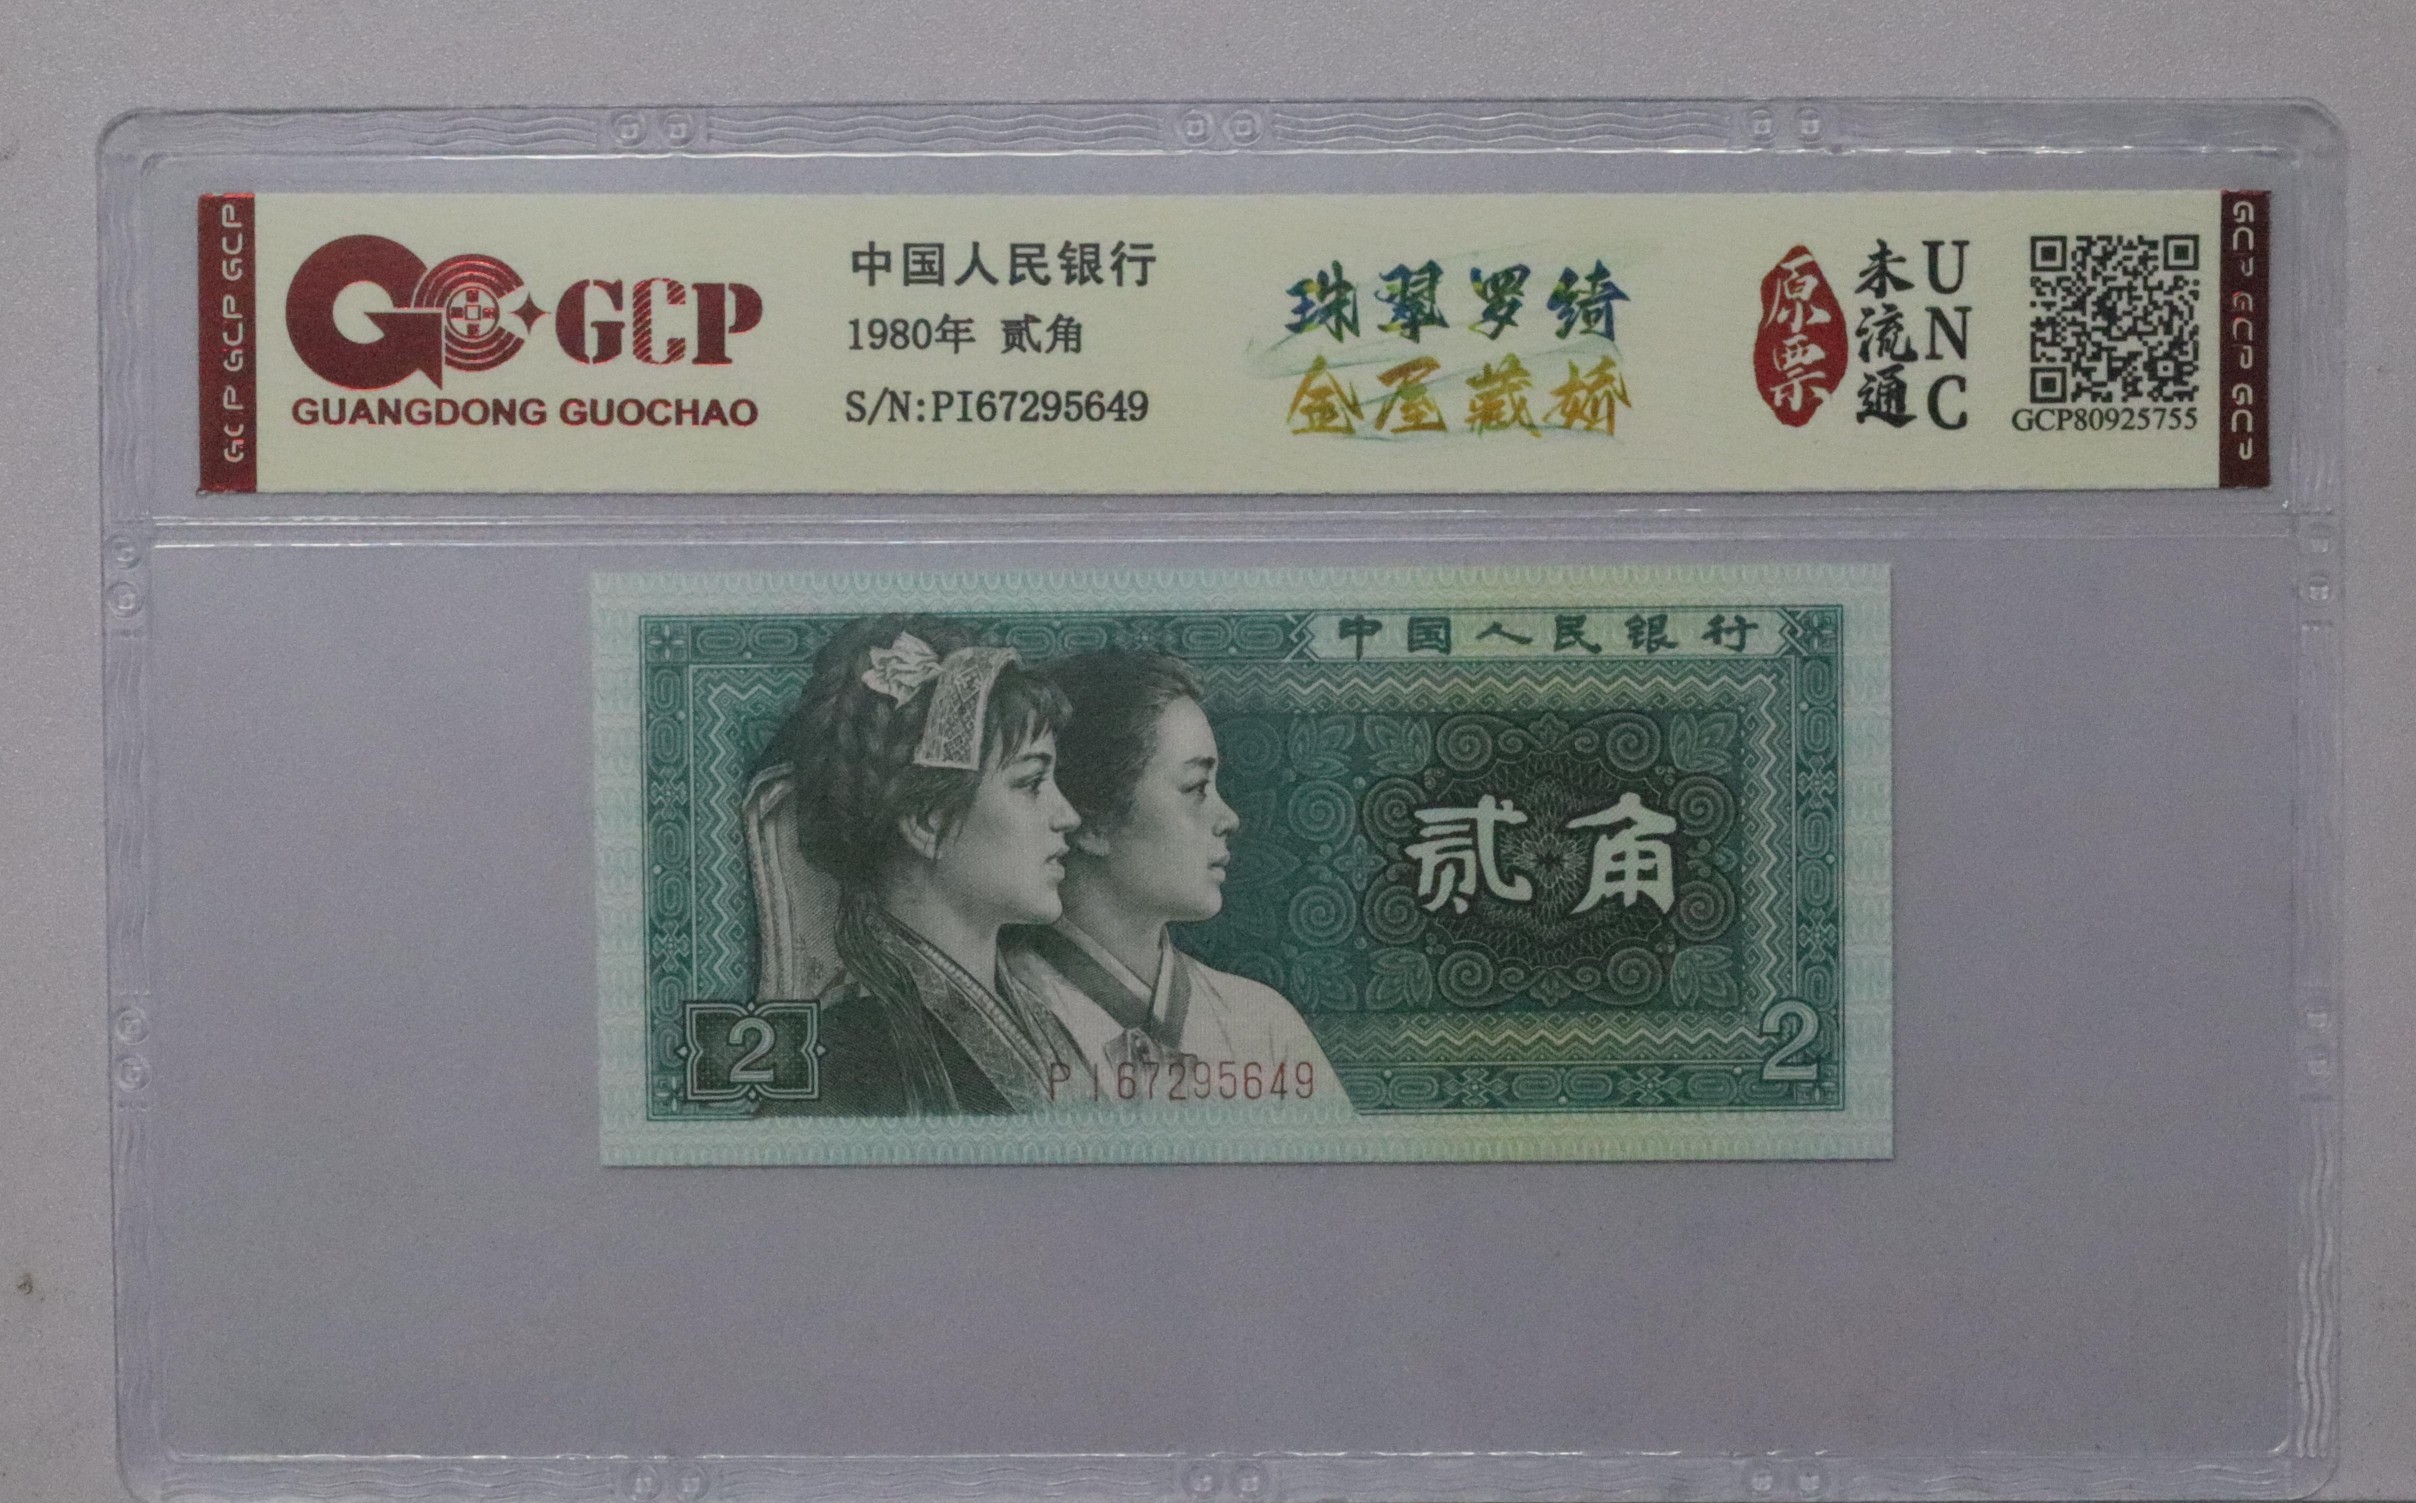 GCP GCP GCP
GCP
GUANGDONG GUOCHAO
中国人民银行
1980年 贰角
S/N:PI67295649
珠翠罗绮
金屋藏娇
原票
未流通
UNC
GCP80925755
GCP GCP GCP
中国人民银行
贰角
2
PI67295649
2